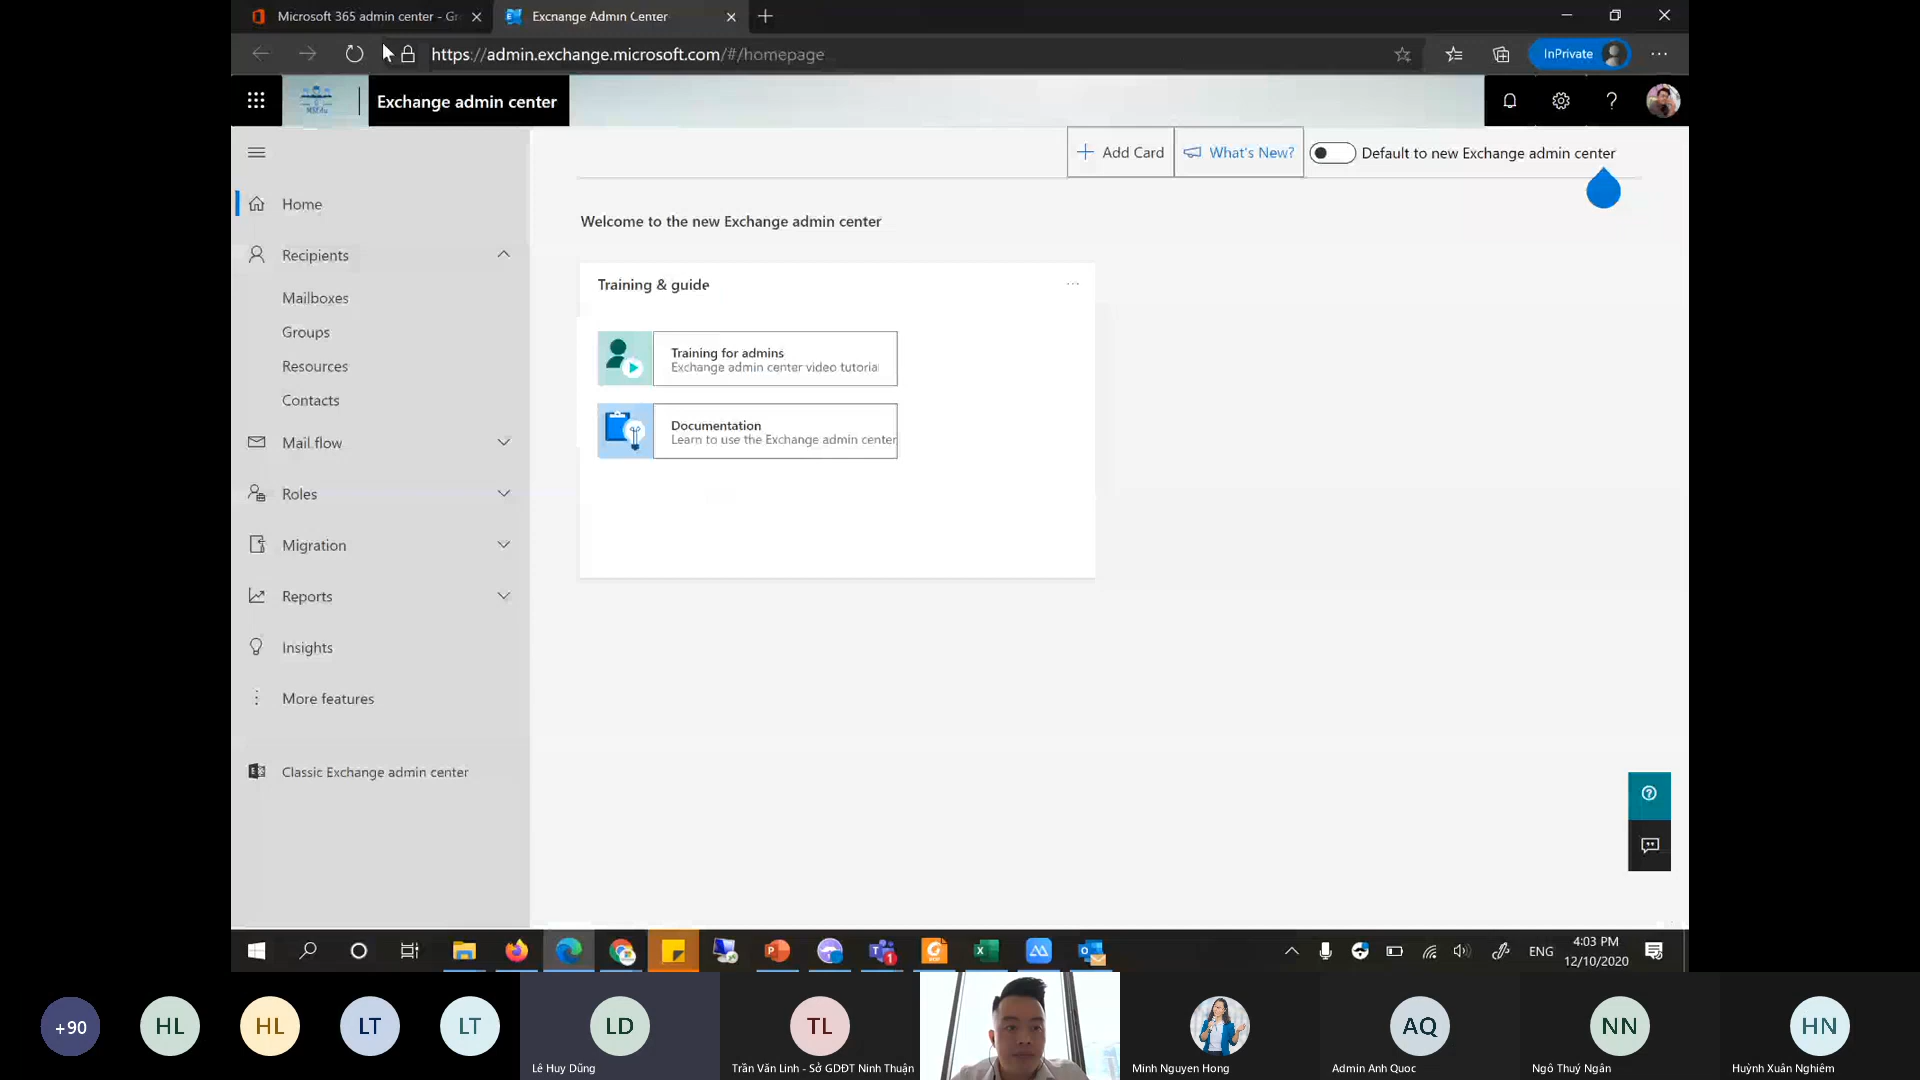 Microsoft 365 admin center - Gr
Exchange Admin Center
https://admin.exchange.microsoft.com/#/homepage
InPrivate
Exchange admin center
Add Card
What's New?
Default to new Exchange admin center
Home
Recipients
Mailboxes
Groups
Resources
Contacts
Mail flow
Roles
Migration
Reports
Insights
More features
Classic Exchange admin center
Welcome to the new Exchange admin center
Training & guide
Training for admins
Exchange admin center video tutorial
Documentation
Learn to use the Exchange admin center
ENG
4:03 PM
12/10/2020
+90
HL
HL
LT
LT
LD
TL
AQ
NN
HN
Lê Huy Dũng
Trần Văn Linh - Sở GDĐT Ninh Thuận
Minh Nguyen Hong
Admin Anh Quoc
Ngô Thuý Ngân
Huỳnh Xuân Nghiêm